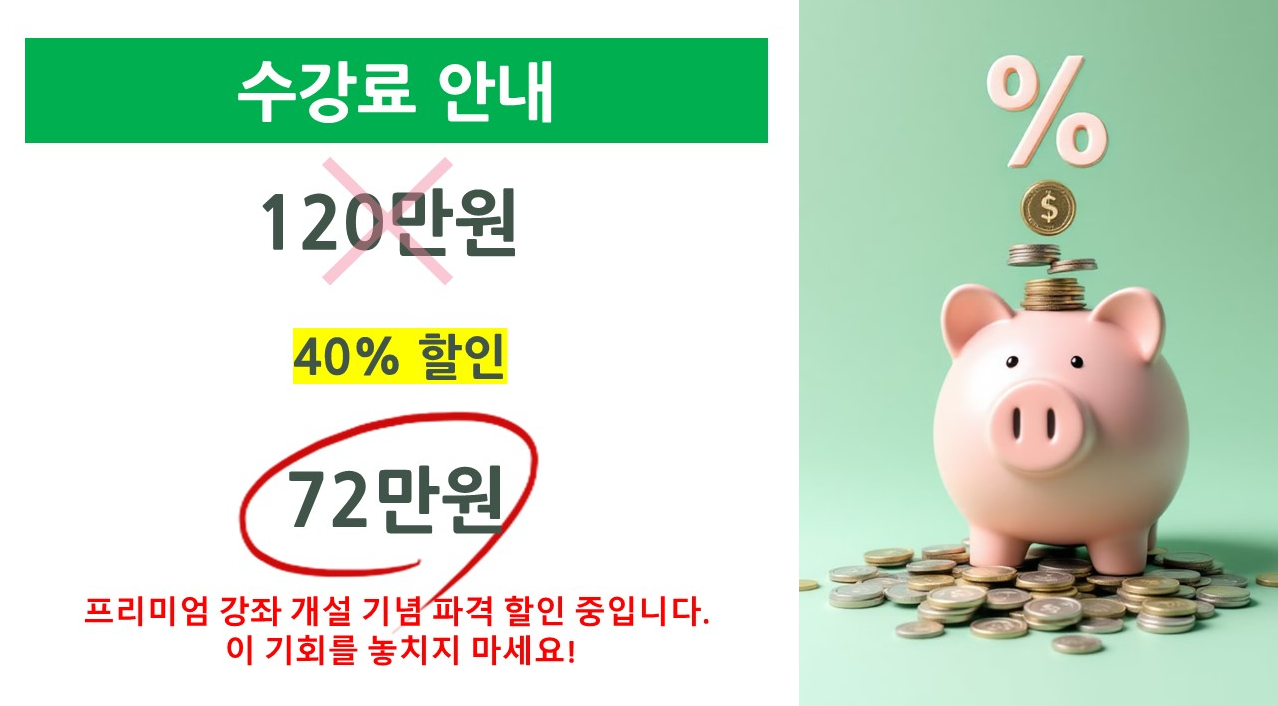 수강료 안내
120만원
40% 할인
72만원
프리미엄 강좌 개설 기념 파격 할인 중입니다.
이 기회를 놓치지 마세요!
%
$